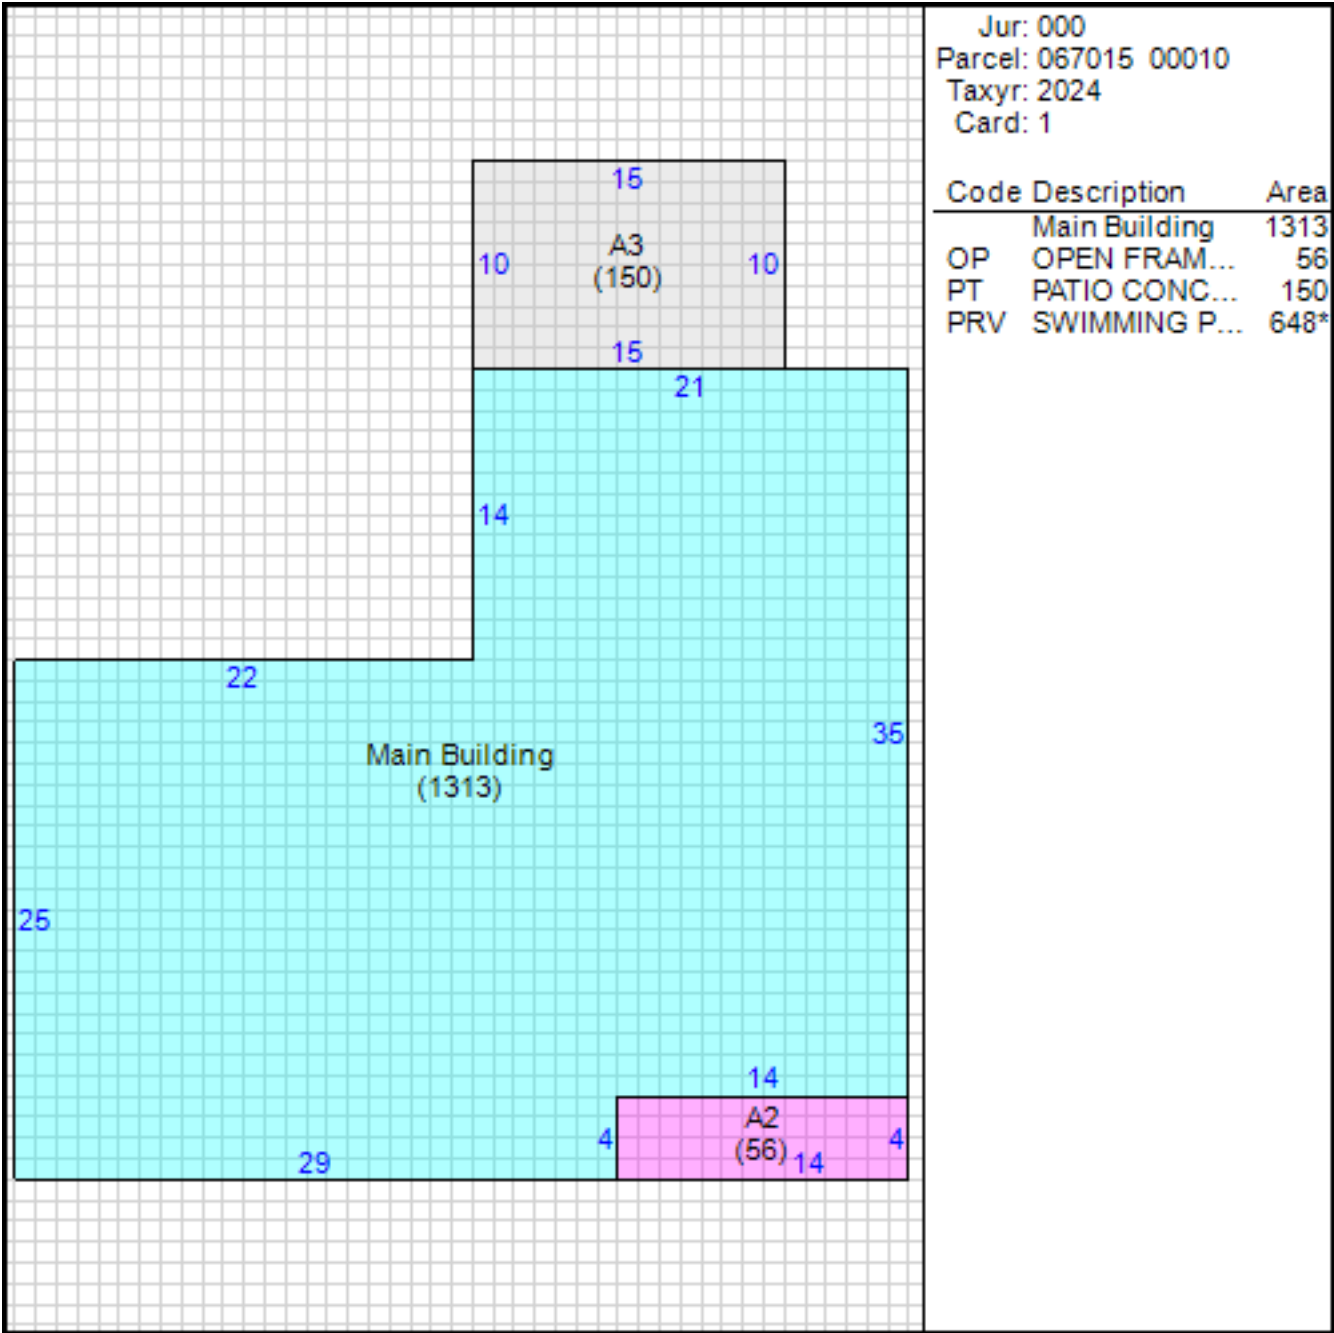 Jur: 000
Parcel: 067015 00010
Taxyr: 2024
Card: 1
Code Description Area
Main Building 1313
OP OPEN FRAM... 56
PT PATIO CONC... 150
PRV SWIMMING P... 648*
15
A3
10 (150) 10
15
21
14
22
35
Main Building
(1313)
25
14
A2
4 (56) 4
29 14